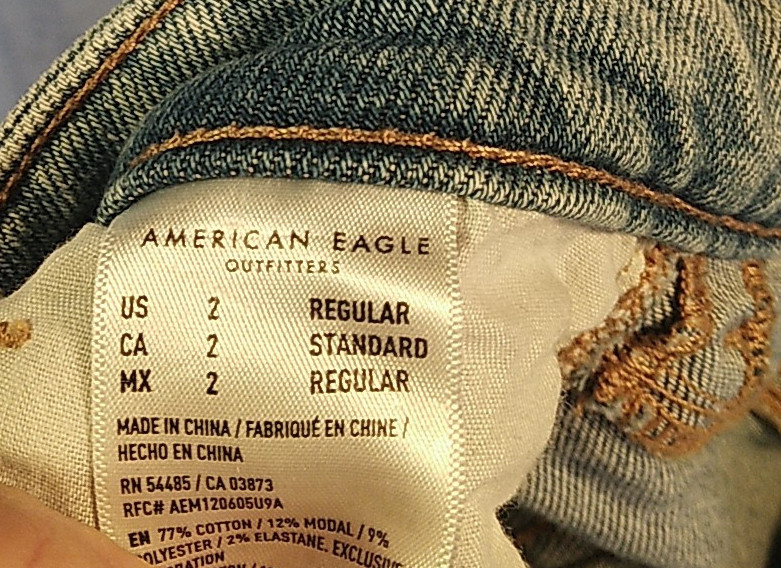 AMERICAN EAGLE
OUTFITTERS
US 2 REGULAR
CA 2 STANDARD
MX 2 REGULAR
MADE IN CHINA / FABRIQUÉ EN CHINE /
HECHO EN CHINA
RN 54485 / CA 03873
RFC# AEM120605U9A
EN 77% COTTON / 12% MODAL / 9%
POLYESTER / 2% ELASTANE. EXCLUSIVE